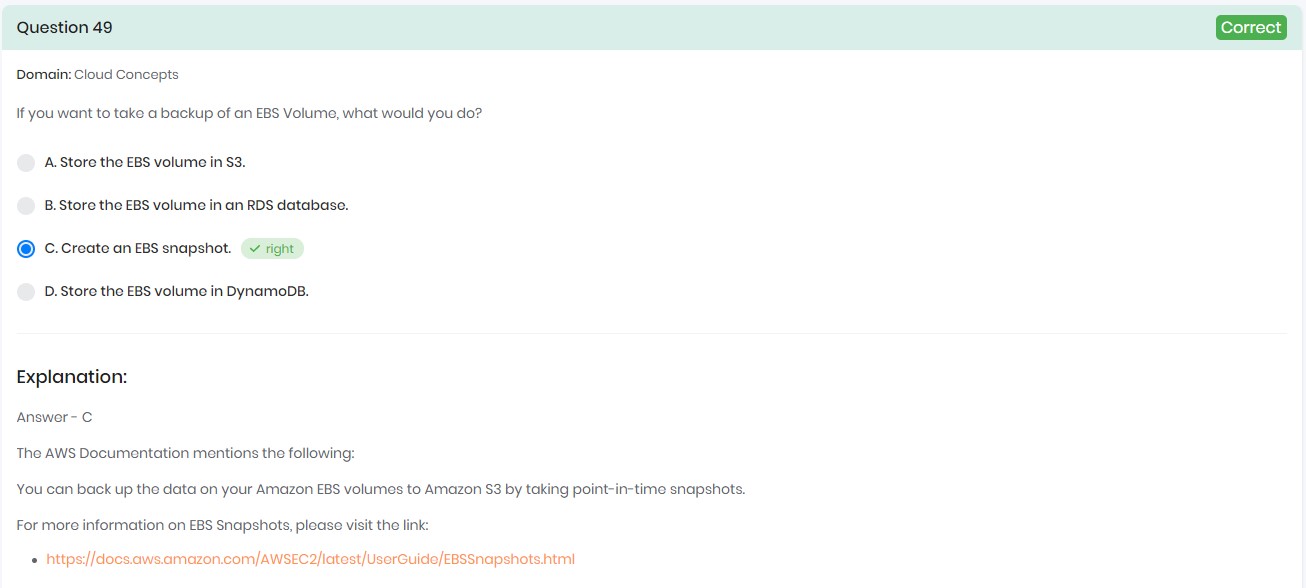 Question 49
Correct
Domain: Cloud Concepts
If you want to take a backup of an EBS Volume, what would you do?
A. Store the EBS volume in S3.
B. Store the EBS volume in an RDS database.
C. Create an EBS snapshot. ✓ right
D. Store the EBS volume in DynamoDB.
Explanation:
Answer - C
The AWS Documentation mentions the following:
You can back up the data on your Amazon EBS volumes to Amazon S3 by taking point-in-time snapshots.
For more information on EBS Snapshots, please visit the link:
• https://docs.aws.amazon.com/AWSEC2/latest/UserGuide/EBSSnapshots.html